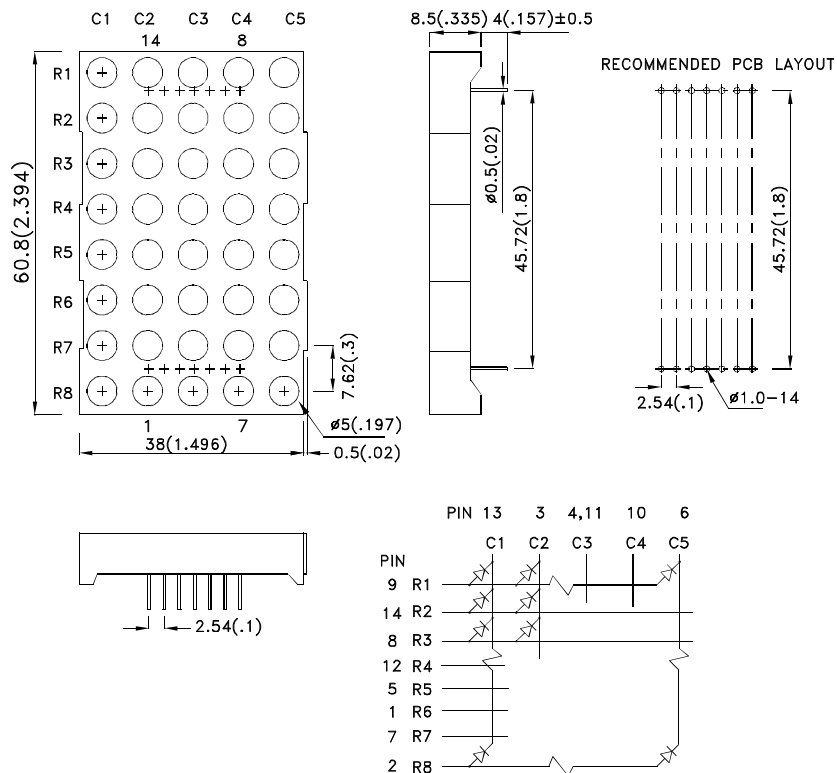 C1 C2 C3 C4 C5
14 8
R1
R2
R3
R4
R5
R6
R7
R8
60.8(2.394)
7.62(.3)
1 7
ø5(.197)
38(1.496)
0.5(.02)
8.5(.335) 4(.157)±0.5
ø0.5(.02)
45.72(1.8)
RECOMMENDED PCB LAYOUT
45.72(1.8)
2.54(.1)
ø1.0-14
2.54(.1)
PIN 13 3 4,11 10 6
C1 C2 C3 C4 C5
PIN
9 R1
14 R2
8 R3
12 R4
5 R5
1 R6
7 R7
2 R8